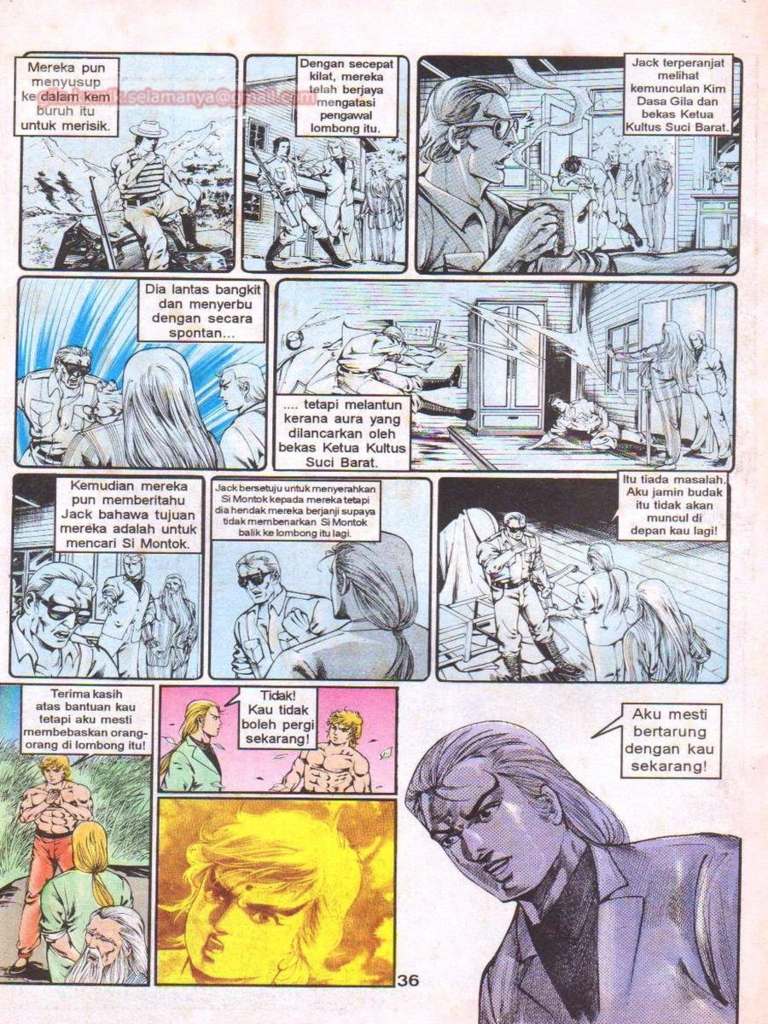 Mereka pun
menyusup
ke dalam kem
buruh itu
untuk merisik.
selamanya@gmail.com
Dengan secepat
kilat, mereka
telah berjaya
mengatasi
pengawal
lombong itu.
Jack terperanjat
melihat
kemunculan Kim
Dasa Gila dan
bekas Ketua
Kultus Suci Barat.
Dia lantas bangkit
dan menyerbu
dengan secara
spontan...
.... tetapi melantun
kerana aura yang
dilancarkan oleh
bekas Ketua Kultus
Suci Barat.
Kemudian mereka
pun memberitahu
Jack bahawa tujuan
mereka adalah untuk
mencari Si Montok.
Jack bersetuju untuk menyerahkan
Si Montok kepada mereka tetapi
dia hendak mereka berjanji supaya
tidak membenarkan Si Montok
balik ke lombong itu lagi.
Itu tiada masalah.
Aku jamin budak
itu tidak akan
muncul di
depan kau lagi!
Terima kasih
atas bantuan kau
tetapi aku mesti
membebaskan orang-
orang di lombong itu!
Tidak!
Kau tidak
boleh pergi
sekarang!
Aku mesti
bertarung
dengan kau
sekarang!
36